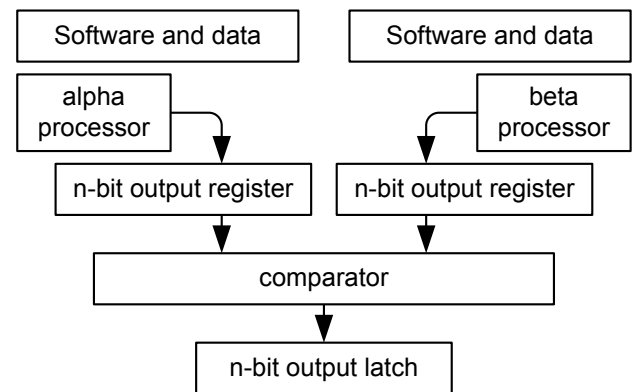 Software and data
Software and data
alpha
processor
beta
processor
n-bit output register
n-bit output register
comparator
n-bit output latch